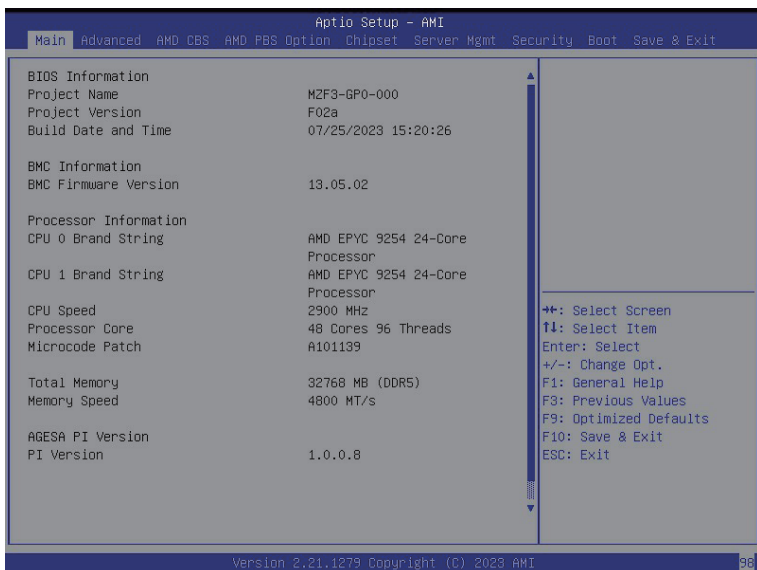 Aptio Setup - AMI
Main Advanced AMD CBS AMD PBS Option Chipset Server Mgmt Security Boot Save & Exit
BIOS Information
Project Name MZF3-GP0-000
Project Version F02a
Build Date and Time 07/25/2023 15:20:26
BMC Information
BMC Firmware Version 13.05.02
Processor Information
CPU 0 Brand String AMD EPYC 9254 24-Core
Processor
CPU 1 Brand String AMD EPYC 9254 24-Core
Processor
CPU Speed 2900 MHz
Processor Core 48 Cores 96 Threads
Microcode Patch A101139
Total Memory 32768 MB (DDR5)
Memory Speed 4800 MT/s
AGESA PI Version
PI Version 1.0.0.8
→←: Select Screen
↑↓: Select Item
Enter: Select
+/-: Change Opt.
F1: General Help
F3: Previous Values
F9: Optimized Defaults
F10: Save & Exit
ESC: Exit
Version 2.21.1279 Copyright (C) 2023 AMI
98